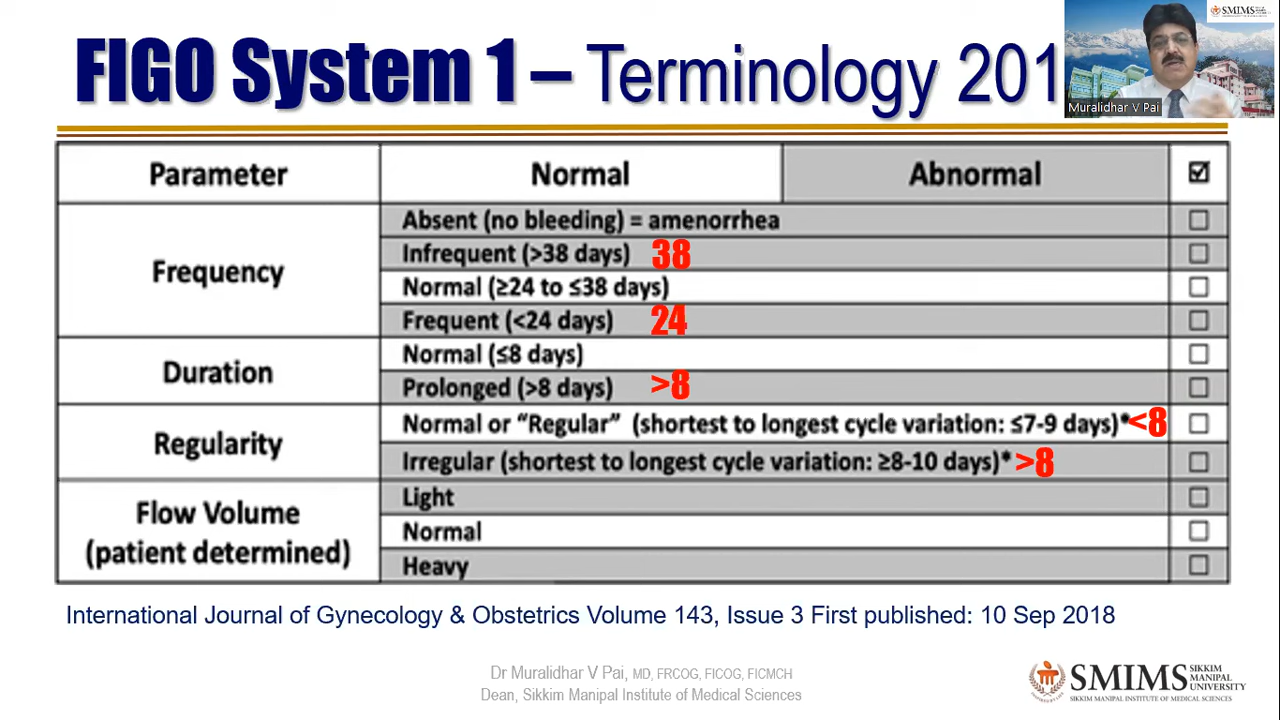 FIGO System 1 – Terminology 201
SMIMS
Muralidhar V Pai
Parameter Normal Abnormal ☑
Frequency
Absent (no bleeding) = amenorrhea ☐
Infrequent (>38 days) 38 ☐
Normal (≥24 to ≤38 days) ☐
Frequent (<24 days) 24 ☐
Duration
Normal (≤8 days) ☐
Prolonged (>8 days) >8 ☐
Regularity
Normal or “Regular” (shortest to longest cycle variation: ≤7-9 days)* <8 ☐
Irregular (shortest to longest cycle variation: ≥8-10 days)* >8 ☐
Flow Volume
(patient determined)
Light ☐
Normal ☐
Heavy ☐
International Journal of Gynecology & Obstetrics Volume 143, Issue 3 First published: 10 Sep 2018
Dr Muralidhar V Pai, MD, FRCOG, FICOG, FICMCH
Dean, Sikkim Manipal Institute of Medical Sciences
SMIMS SIKKIM
MANIPAL
UNIVERSITY
INSTITUTE OF MEDICAL SCIENCES